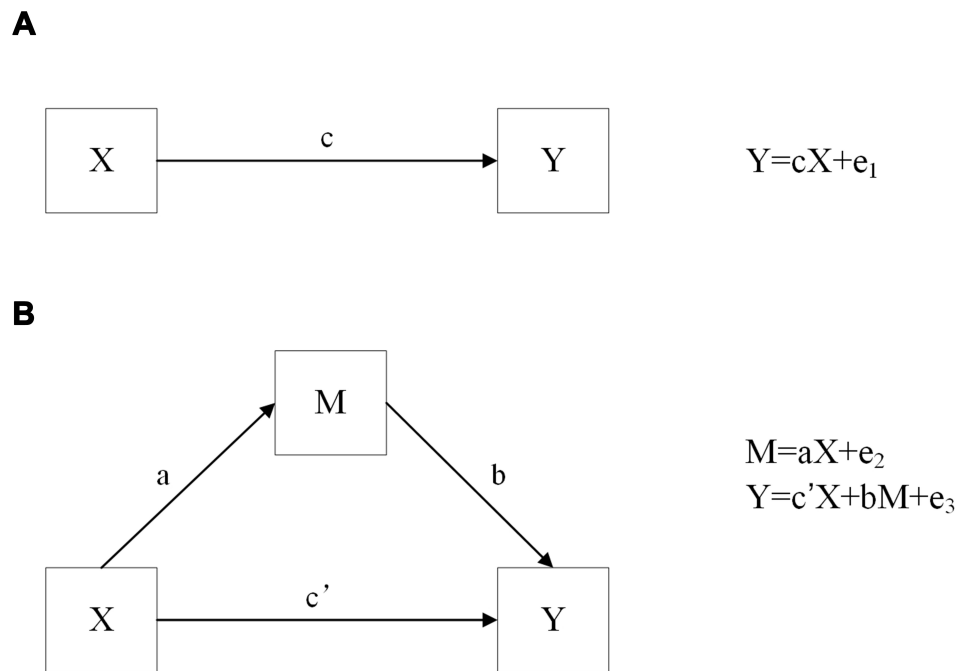 A
X
c
Y
Y=cX+e₁
B
M
a
b
M=aX+e₂
Y=c’X+bM+e₃
X
c’
Y